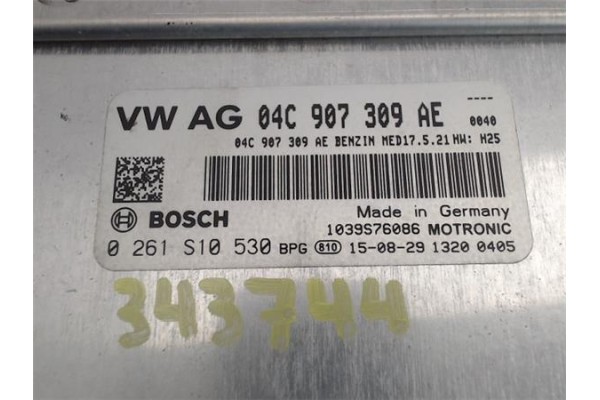 VW AG 04C 907 309 AE ----
0040
04C 907 309 AE BENZIN MED17.5.21 HW: H25
BOSCH
Made in Germany
1039S76086 MOTRONIC
0 261 S10 530 BPG 810 15-08-29 1320 0405
343744